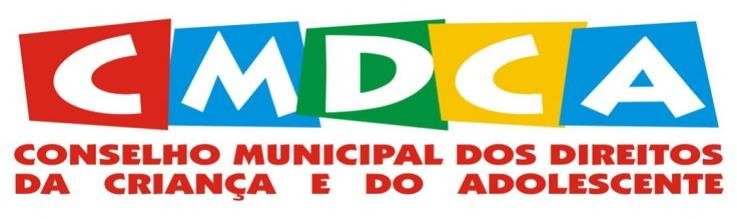 CMDCA
CONSELHO MUNICIPAL DOS DIREITOS
DA CRIANÇA E DO ADOLESCENTE